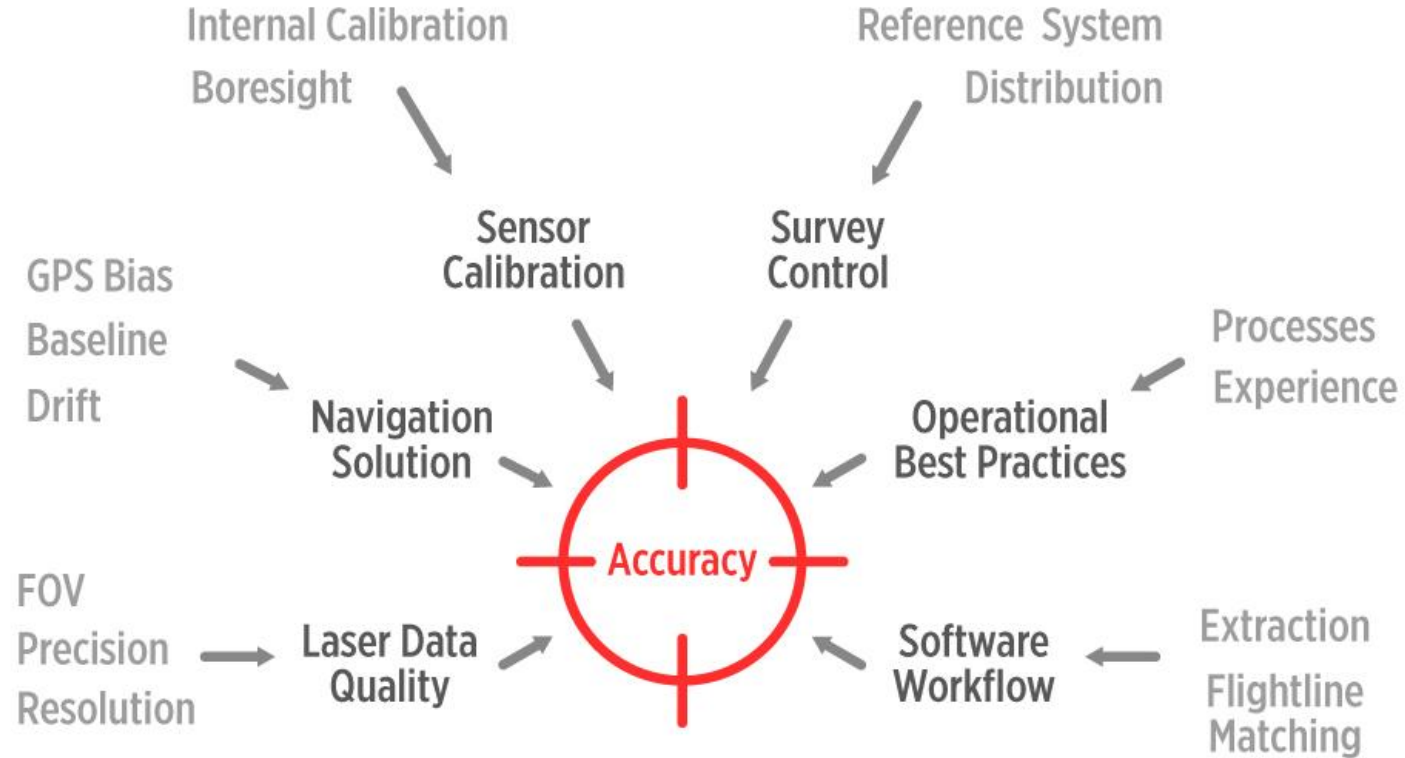 Internal Calibration
Boresight
Reference System
Distribution
Sensor
Calibration
Survey
Control
GPS Bias
Baseline
Drift
Navigation
Solution
Processes
Experience
Operational
Best Practices
Accuracy
FOV
Precision
Resolution
Laser Data
Quality
Software
Workflow
Extraction
Flightline
Matching